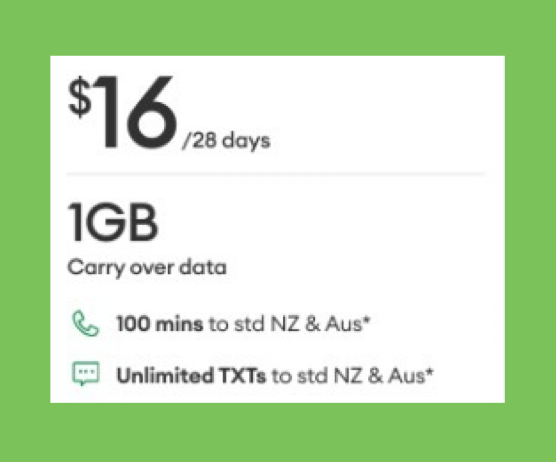 $16 /28 days
1GB
Carry over data
100 mins to std NZ & Aus*
Unlimited TXTs to std NZ & Aus*